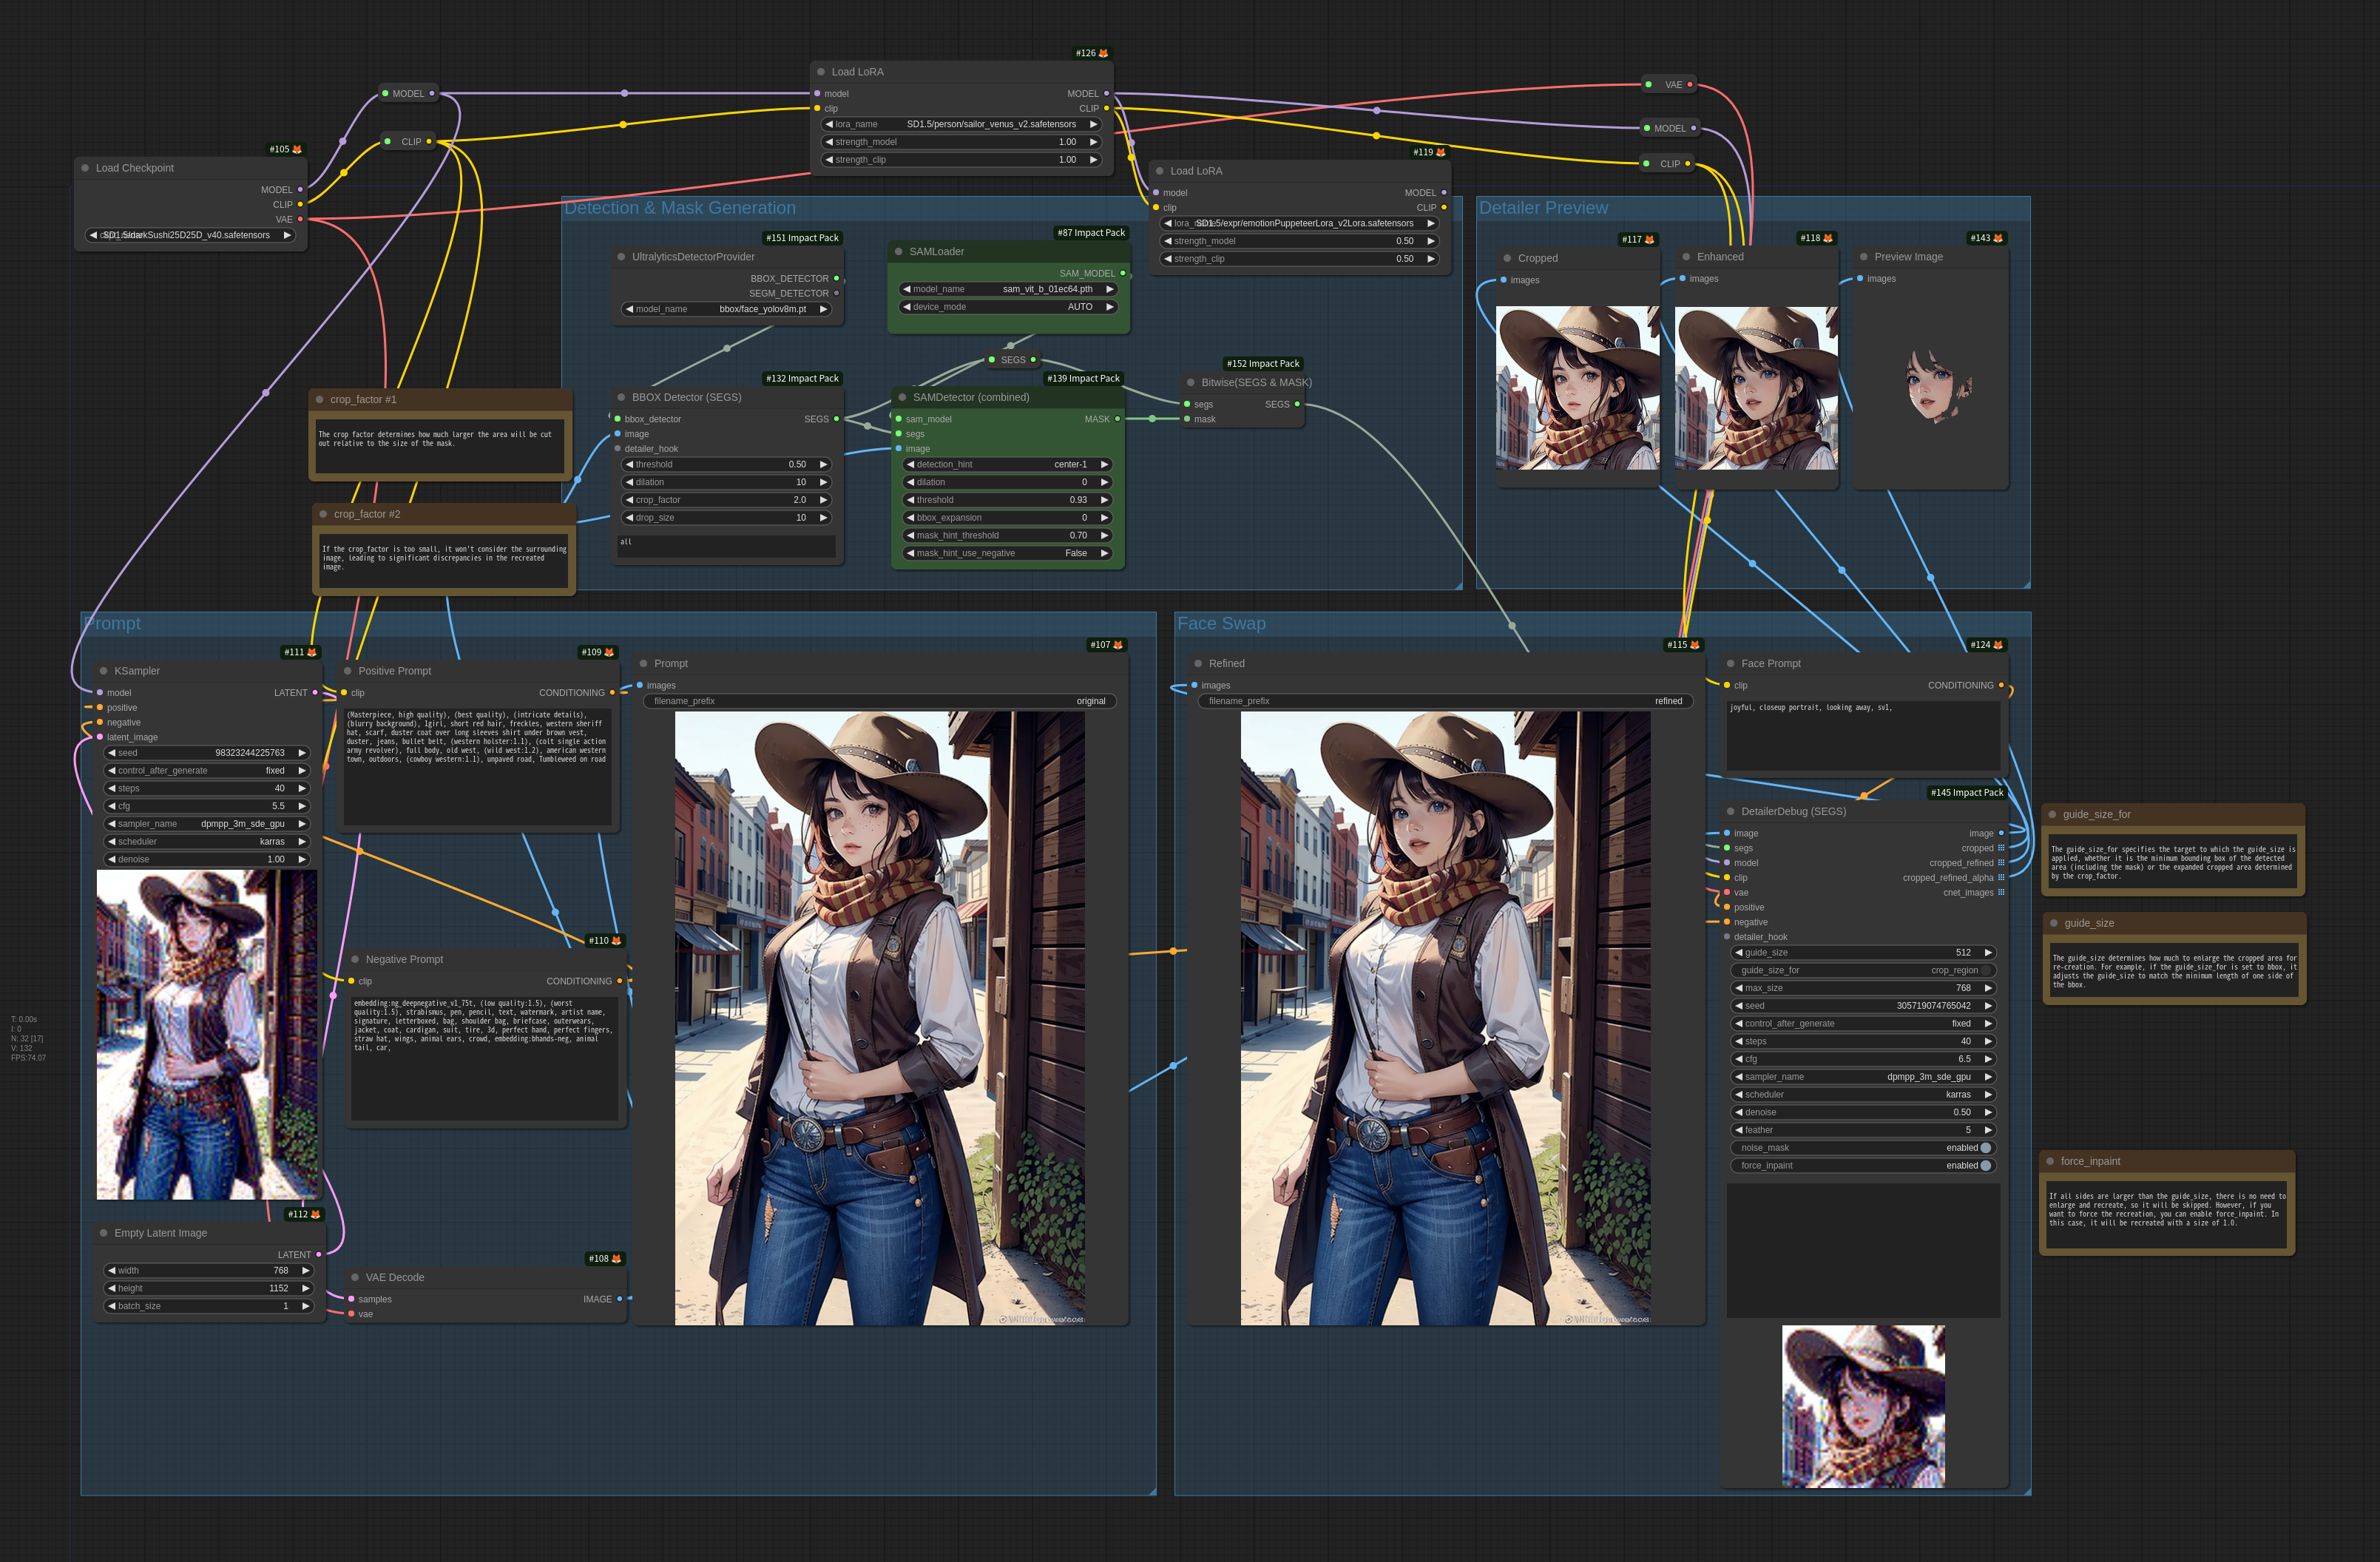 #126
Load LoRA
model
MODEL
clip
CLIP
lora_name SD1.5/person/sailor_venus_v2.safetensors
strength_model 1.00
strength_clip 1.00
MODEL
CLIP
VAE
MODEL
CLIP
#105
Load Checkpoint
MODEL
CLIP
VAE
SD1.5/darkSushi25D25D_v40.safetensors
#119
Load LoRA
model
MODEL
clip
CLIP
SD1.5/expr/emotionPuppeteerLora_v2Lora.safetensors
strength_model 0.50
strength_clip 0.50
Detection & Mask Generation
#151 Impact Pack
UltralyticsDetectorProvider
BBOX_DETECTOR
SEGM_DETECTOR
model_name bbox/face_yolov8m.pt
#87 Impact Pack
SAMLoader
SAM_MODEL
model_name sam_vit_b_01ec64.pth
device_mode AUTO
SEGS
#132 Impact Pack
BBOX Detector (SEGS)
bbox_detector
SEGS
image
detailer_hook
threshold 0.50
dilation 10
crop_factor 2.0
drop_size 10
all
#139 Impact Pack
SAMDetector (combined)
sam_model
MASK
segs
image
detection_hint center-1
dilation 0
threshold 0.93
bbox_expansion 0
mask_hint_threshold 0.70
mask_hint_use_negative False
#152 Impact Pack
Bitwise(SEGS & MASK)
segs
SEGS
mask
Detailer Preview
#117
Cropped
images
#118
Enhanced
images
#143
Preview Image
images
crop_factor #1
The crop factor determines how much larger the area will be cut
out relative to the size of the mask.
crop_factor #2
If the crop_factor is too small, it won't consider the surrounding
image, leading to significant discrepancies in the recreated
image.
Prompt
#111
KSampler
model
LATENT
positive
negative
latent_image
seed 98323244225763
control_after_generate fixed
steps 40
cfg 5.5
sampler_name dpmpp_3m_sde_gpu
scheduler karras
denoise 1.00
#109
Positive Prompt
clip
CONDITIONING
(Masterpiece, high quality), (best quality), (intricate details),
(blurry background), 1girl, short red hair, freckles, western sheriff
hat, scarf, duster coat over long sleeves shirt under brown vest,
duster, jeans, bullet belt, (western holster:1.1), (colt single action
army revolver), full body, old west, (wild west:1.2), american western
town, outdoors, (cowboy western:1.1), unpaved road, Tumbleweed on road
#110
Negative Prompt
clip
CONDITIONING
embedding:ng_deepnegative_v1_75t, (low quality:1.5), (worst
quality:1.5), strabismus, pen, pencil, text, watermark, artist name,
signature, letterboxed, bag, shoulder bag, briefcase, outerwears,
jacket, coat, cardigan, suit, tire, 3d, perfect hand, perfect fingers,
straw hat, wings, animal ears, crowd, embedding:bhands-neg, animal
tail, car,
#112
Empty Latent Image
LATENT
width 768
height 1152
batch_size 1
#108
VAE Decode
samples
IMAGE
vae
#107
Prompt
images
filename_prefix original
Face Swap
#115
Refined
images
filename_prefix refined
#124
Face Prompt
clip
CONDITIONING
joyful, closeup portrait, looking away, sv1,
#145 Impact Pack
DetailerDebug (SEGS)
image
image
segs
cropped
model
cropped_refined
clip
cropped_refined_alpha
vae
cnet_images
positive
negative
detailer_hook
guide_size 512
guide_size_for crop_region
max_size 768
seed 305719074765042
control_after_generate fixed
steps 40
cfg 6.5
sampler_name dpmpp_3m_sde_gpu
scheduler karras
denoise 0.50
feather 5
noise_mask enabled
force_inpaint enabled
guide_size_for
The guide_size_for specifies the target to which the guide_size is
applied, whether it is the minimum bounding box of the detected
area (including the mask) or the expanded cropped area determined
by the crop_factor.
guide_size
The guide_size determines how much to enlarge the cropped area for
re-creation. For example, if the guide_size_for is set to bbox, it
adjusts the guide_size to match the minimum length of one side of
the bbox.
force_inpaint
If all sides are larger than the guide_size, there is no need to
enlarge and recreate, so it will be skipped. However, if you
want to force the recreation, you can enable force_inpaint. In
this case, it will be recreated with a size of 1.0.
T: 0.00s
I: 0
N: 32 [17]
V: 132
FPS:74.07